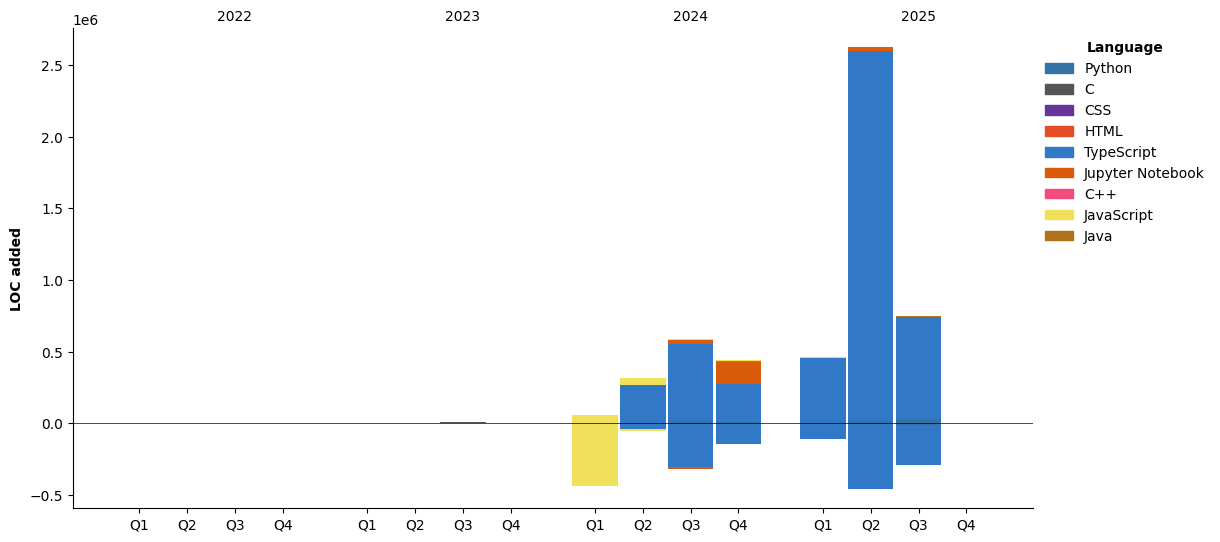 1e6
2022 2023 2024 2025
2.5
2.0
1.5
1.0
0.5
0.0
−0.5
LOC added
Q1 Q2 Q3 Q4 Q1 Q2 Q3 Q4 Q1 Q2 Q3 Q4 Q1 Q2 Q3 Q4
Language
Python
C
CSS
HTML
TypeScript
Jupyter Notebook
C++
JavaScript
Java